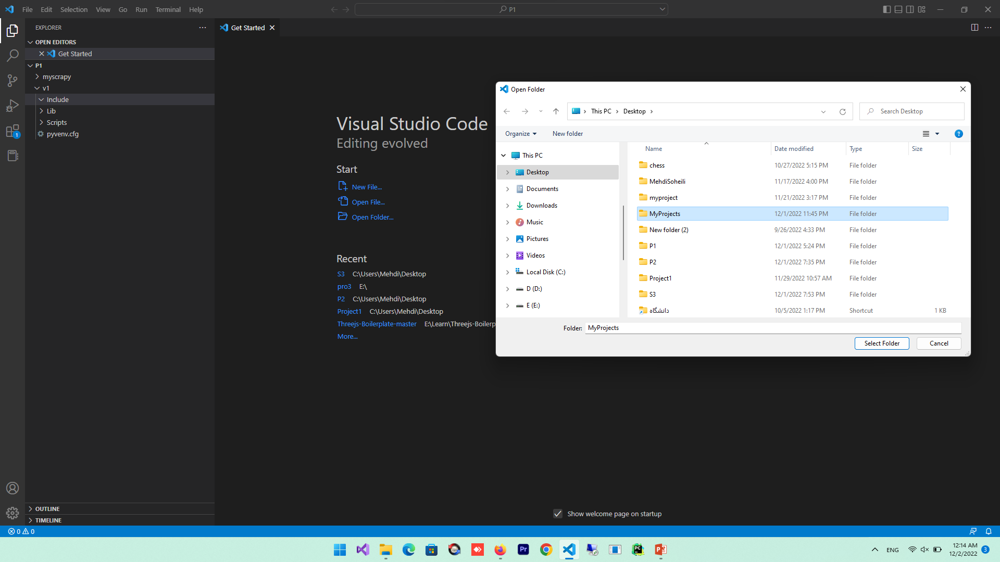 File Edit Selection View Go Run Terminal Help
P1
EXPLORER
OPEN EDITORS
Get Started
P1
myscrapy
v1
Include
Lib
Scripts
pyvenv.cfg
1
OUTLINE
TIMELINE
0 0
Get Started
Visual Studio Code
Editing evolved
Start
New File...
Open File...
Open Folder...
Recent
S3 C:\Users\Mehdi\Desktop
pro3 E:\
P2 C:\Users\Mehdi\Desktop
Project1 C:\Users\Mehdi\Desktop
Threejs-Boilerplate-master E:\Learn\Threejs-Boilerp
More...
Show welcome page on startup
Open Folder
This PC Desktop
Search Desktop
Organize New folder
?
This PC
Desktop
Documents
Downloads
Music
Pictures
Videos
Local Disk (C:)
D (D:)
E (E:)
Name Date modified Type Size
chess 10/27/2022 5:15 PM File folder
MehdiSoheili 11/17/2022 4:00 PM File folder
myproject 11/21/2022 3:17 PM File folder
MyProjects 12/1/2022 11:45 PM File folder
New folder (2) 9/26/2022 4:33 PM File folder
P1 12/1/2022 5:24 PM File folder
P2 12/1/2022 7:35 PM File folder
Project1 11/29/2022 10:57 AM File folder
S3 12/1/2022 7:53 PM File folder
دانشگاه 10/5/2022 1:17 PM Shortcut 1 KB
Folder: MyProjects
Select Folder Cancel
Pr
PC
P
ENG
12:14 AM
12/2/2022
3